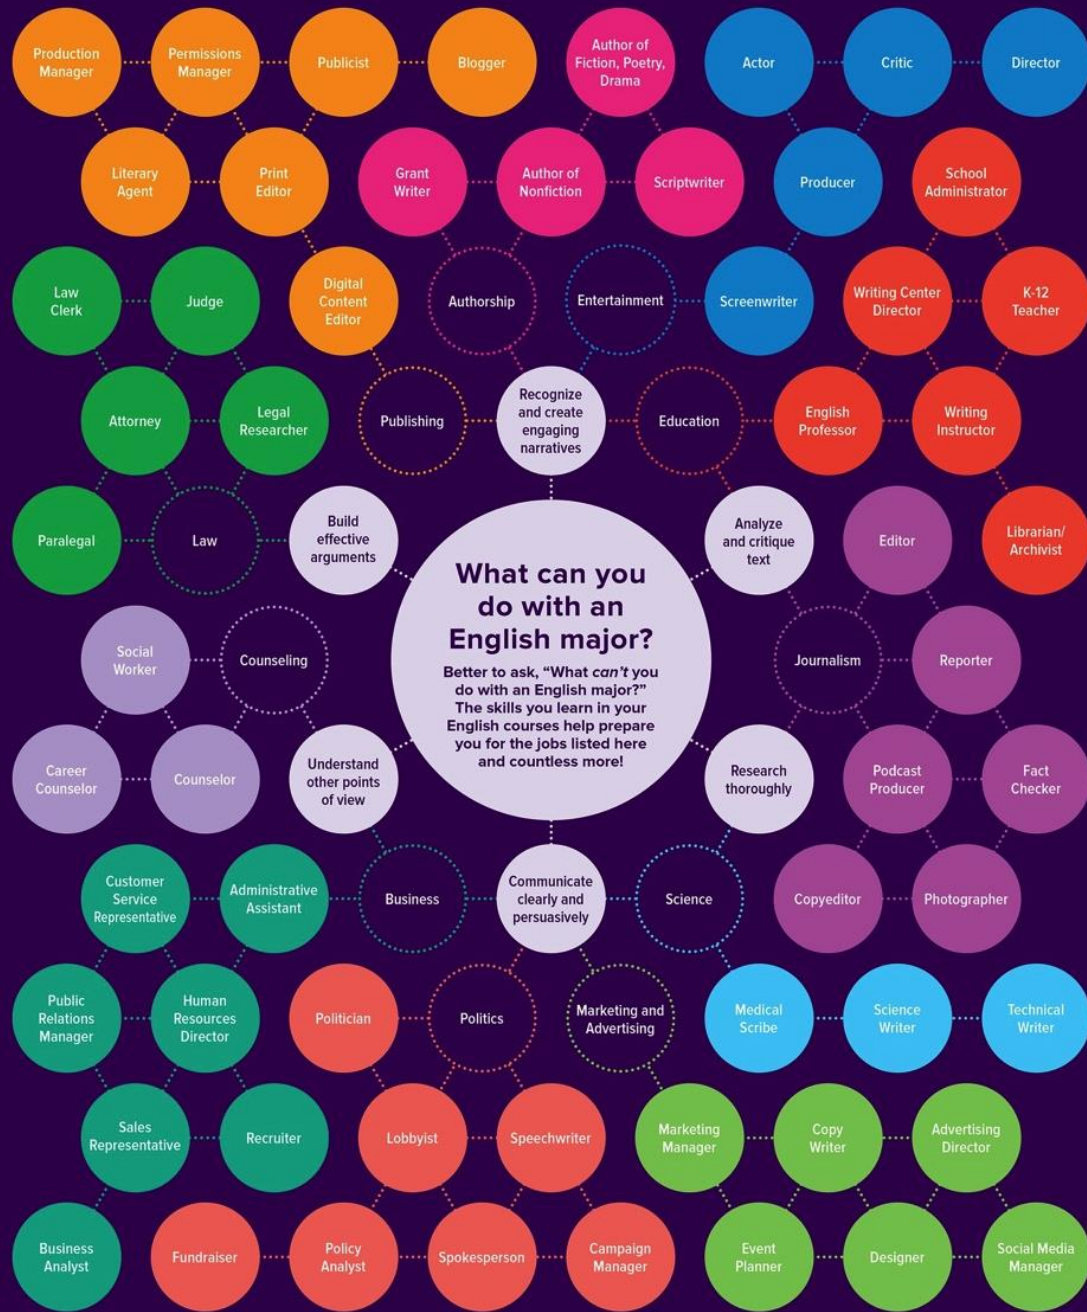 Production
Manager
Permissions
Manager
Publicist
Blogger
Author of
Fiction, Poetry,
Drama
Actor
Critic
Director
Literary
Agent
Print
Editor
Grant
Writer
Author of
Nonfiction
Scriptwriter
Producer
School
Administrator
Law
Clerk
Judge
Digital
Content
Editor
Authorship
Entertainment
Screenwriter
Writing Center
Director
K-12
Teacher
Attorney
Legal
Researcher
Publishing
Recognize
and create
engaging
narratives
Education
English
Professor
Writing
Instructor
Paralegal
Law
Build
effective
arguments
Analyze
and critique
text
Editor
Librarian/
Archivist
What can you
do with an
English major?
Better to ask, “What can’t you
do with an English major?”
The skills you learn in your
English courses help prepare
you for the jobs listed here
and countless more!
Social
Worker
Counseling
Journalism
Reporter
Career
Counselor
Counselor
Understand
other points
of view
Research
thoroughly
Podcast
Producer
Fact
Checker
Customer
Service
Representative
Administrative
Assistant
Business
Communicate
clearly and
persuasively
Science
Copyeditor
Photographer
Public
Relations
Manager
Human
Resources
Director
Politician
Politics
Marketing and
Advertising
Medical
Scribe
Science
Writer
Technical
Writer
Sales
Representative
Recruiter
Lobbyist
Speechwriter
Marketing
Manager
Copy
Writer
Advertising
Director
Business
Analyst
Fundraiser
Policy
Analyst
Spokesperson
Campaign
Manager
Event
Planner
Designer
Social Media
Manager